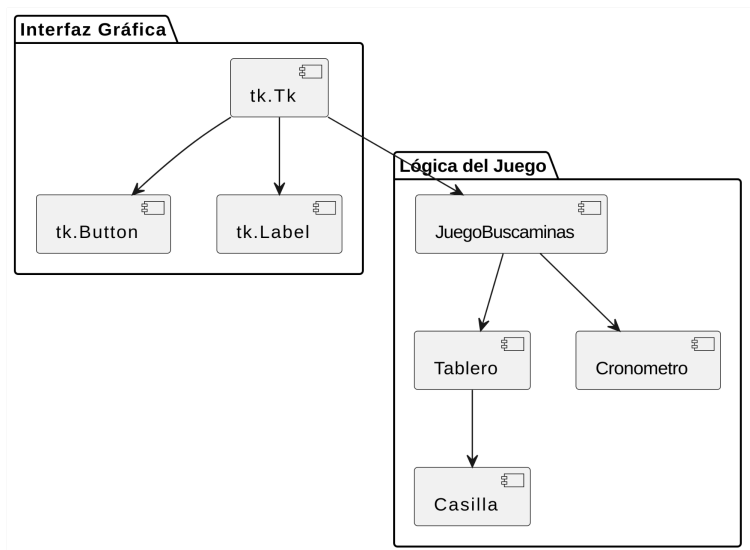 Interfaz Gráfica
tk.Tk
tk.Button
tk.Label
Lógica del Juego
JuegoBuscaminas
Tablero
Cronometro
Casilla